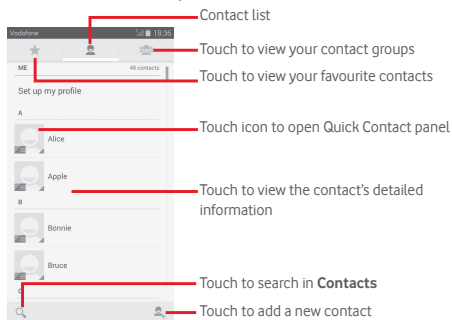 Contact list
Vodafone 18:36
Touch to view your contact groups
ME 48 contacts
Touch to view your favourite contacts
Set up my profile
A
Touch icon to open Quick Contact panel
Alice
Apple
Touch to view the contact's detailed
information
B
Bonnie
Bruce
C
Touch to search in Contacts
Touch to add a new contact